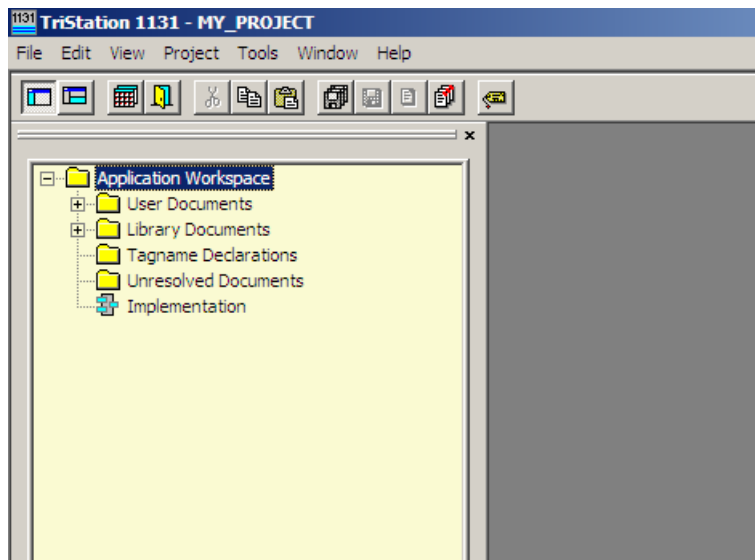 1131 TriStation 1131 - MY_PROJECT
File Edit View Project Tools Window Help
Application Workspace
User Documents
Library Documents
Tagname Declarations
Unresolved Documents
Implementation